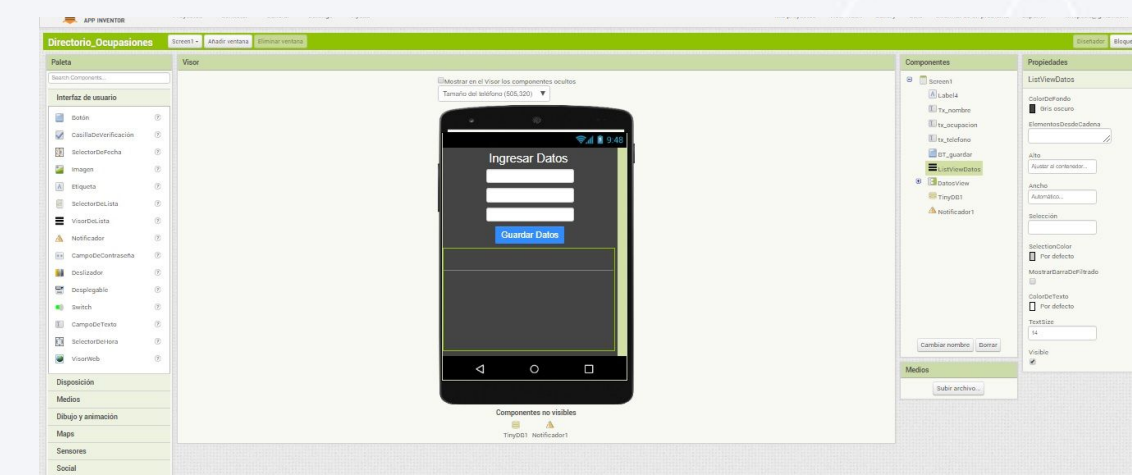 APP INVENTOR
Directorio_Ocupasiones
Screen1
Añadir ventana
Eliminar ventana
Diseñador
Bloque
Paleta
Search Components...
Interfaz de usuario
Botón
CasillaDeVerificación
SelectorDeFecha
Imagen
Etiqueta
SelectorDeLista
VisorDeLista
Notificador
CampoDeContraseña
Deslizador
Desplegable
Switch
CampoDeTexto
SelectorDeHora
VisorWeb
Disposición
Medios
Dibujo y animación
Maps
Sensores
Social
Visor
Mostrar en el Visor los componentes ocultos
Tamaño del teléfono (505,320)
9:48
Ingresar Datos
Guardar Datos
Componentes no visibles
TinyDB1 Notificador1
Componentes
Screen1
Label4
Tx_nombre
tx_ocupacion
tx_telefono
BT_guardar
ListViewDatos
DatosView
TinyDB1
Notificador1
Cambiar nombre Borrar
Medios
Subir archivo...
Propiedades
ListViewDatos
ColorDeFondo
Gris oscuro
ElementosDesdeCadena
Alto
Ajustar al contenedor...
Ancho
Automático...
Selección
SelectionColor
Por defecto
MostrarBarraDeFiltrado
ColorDeTexto
Por defecto
TextSize
14
Visible